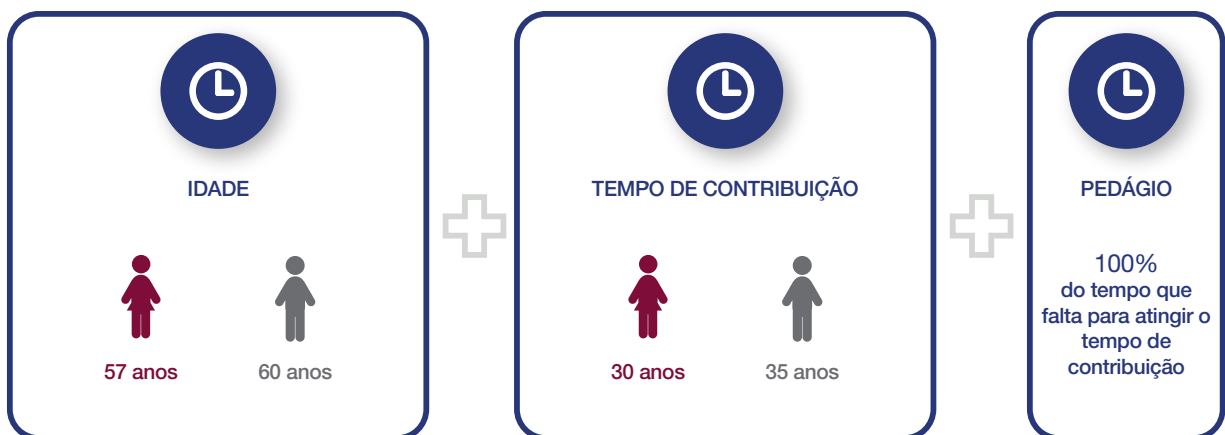 IDADE
57 anos
60 anos
TEMPO DE CONTRIBUIÇÃO
30 anos
35 anos
PEDÁGIO
100%
do tempo que
falta para atingir o
tempo de
contribuição